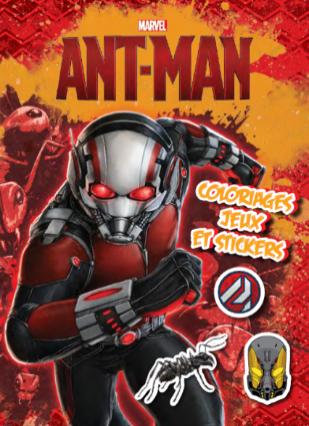 MARVEL
ANT-MAN
COLORIAGES
JEUX
ET STICKERS